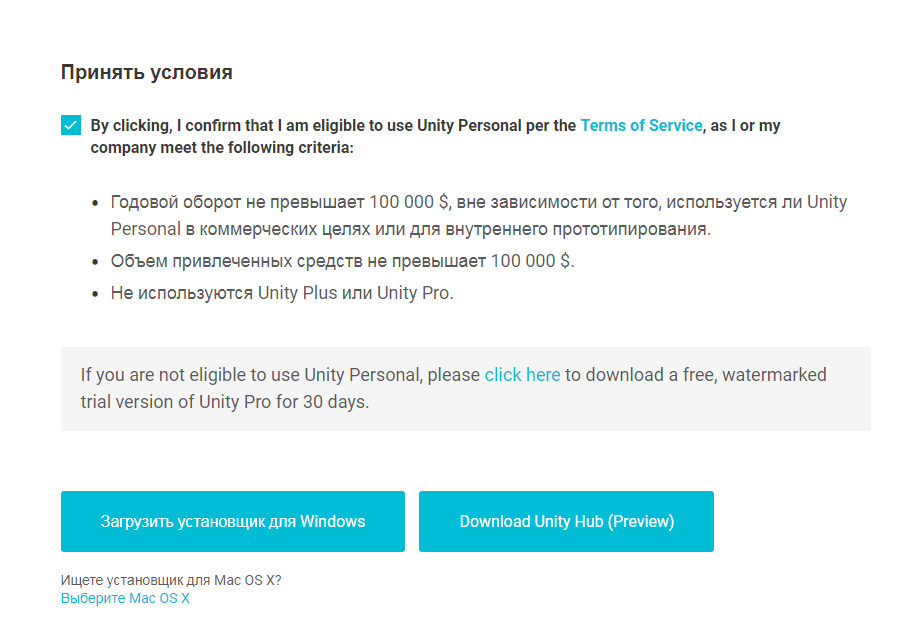 Принять условия
By clicking, I confirm that I am eligible to use Unity Personal per the Terms of Service, as I or my
company meet the following criteria:
Годовой оборот не превышает 100 000 $, вне зависимости от того, используется ли Unity
Personal в коммерческих целях или для внутреннего прототипирования.
Объем привлеченных средств не превышает 100 000 $.
Не используются Unity Plus или Unity Pro.
If you are not eligible to use Unity Personal, please click here to download a free, watermarked
trial version of Unity Pro for 30 days.
Загрузить установщик для Windows
Download Unity Hub (Preview)
Ищете установщик для Mac OS X?
Выберите Mac OS X